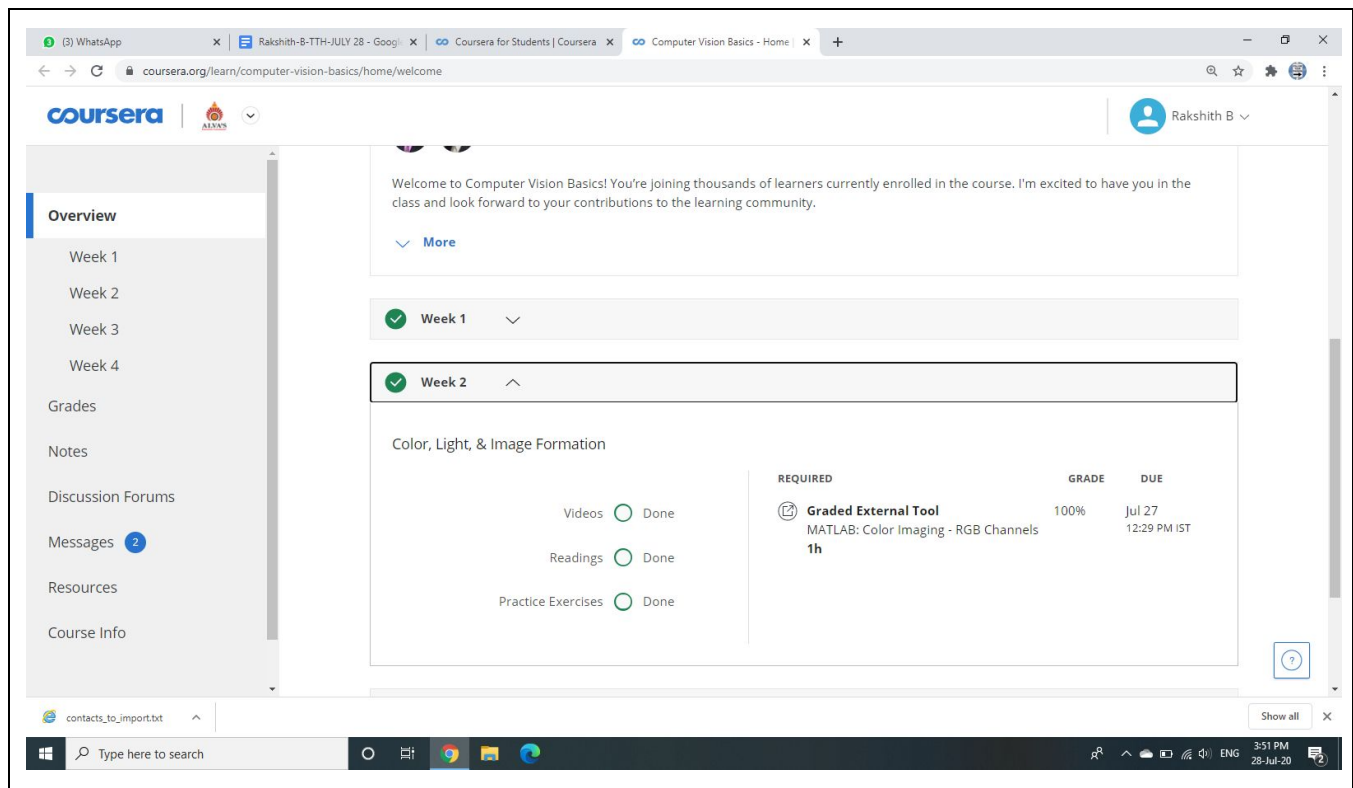 (3) WhatsApp
Rakshith-B-TTH-JULY 28 - Googl
Coursera for Students | Coursera
Computer Vision Basics - Home |
coursera.org/learn/computer-vision-basics/home/welcome
coursera
ALVA'S
Rakshith B
Welcome to Computer Vision Basics! You're joining thousands of learners currently enrolled in the course. I'm excited to have you in the
class and look forward to your contributions to the learning community.
More
Overview
Week 1
Week 2
Week 3
Week 4
Grades
Notes
Discussion Forums
Messages 2
Resources
Course Info
Week 1
Week 2
Color, Light, & Image Formation
Videos Done
Readings Done
Practice Exercises Done
REQUIRED GRADE DUE
Graded External Tool 100% Jul 27
MATLAB: Color Imaging - RGB Channels 12:29 PM IST
1h
?
contacts_to_import.txt
Show all
Type here to search
ENG
3:51 PM
28-Jul-20
2